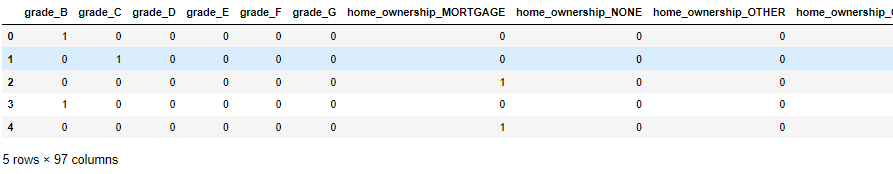 grade_B grade_C grade_D grade_E grade_F grade_G home_ownership_MORTGAGE home_ownership_NONE home_ownership_OTHER
0 1 0 0 0 0 0 0 0 0
1 0 1 0 0 0 0 0 0 0
2 0 0 0 0 0 0 1 0 0
3 1 0 0 0 0 0 0 0 0
4 0 0 0 0 0 0 1 0 0
5 rows × 97 columns